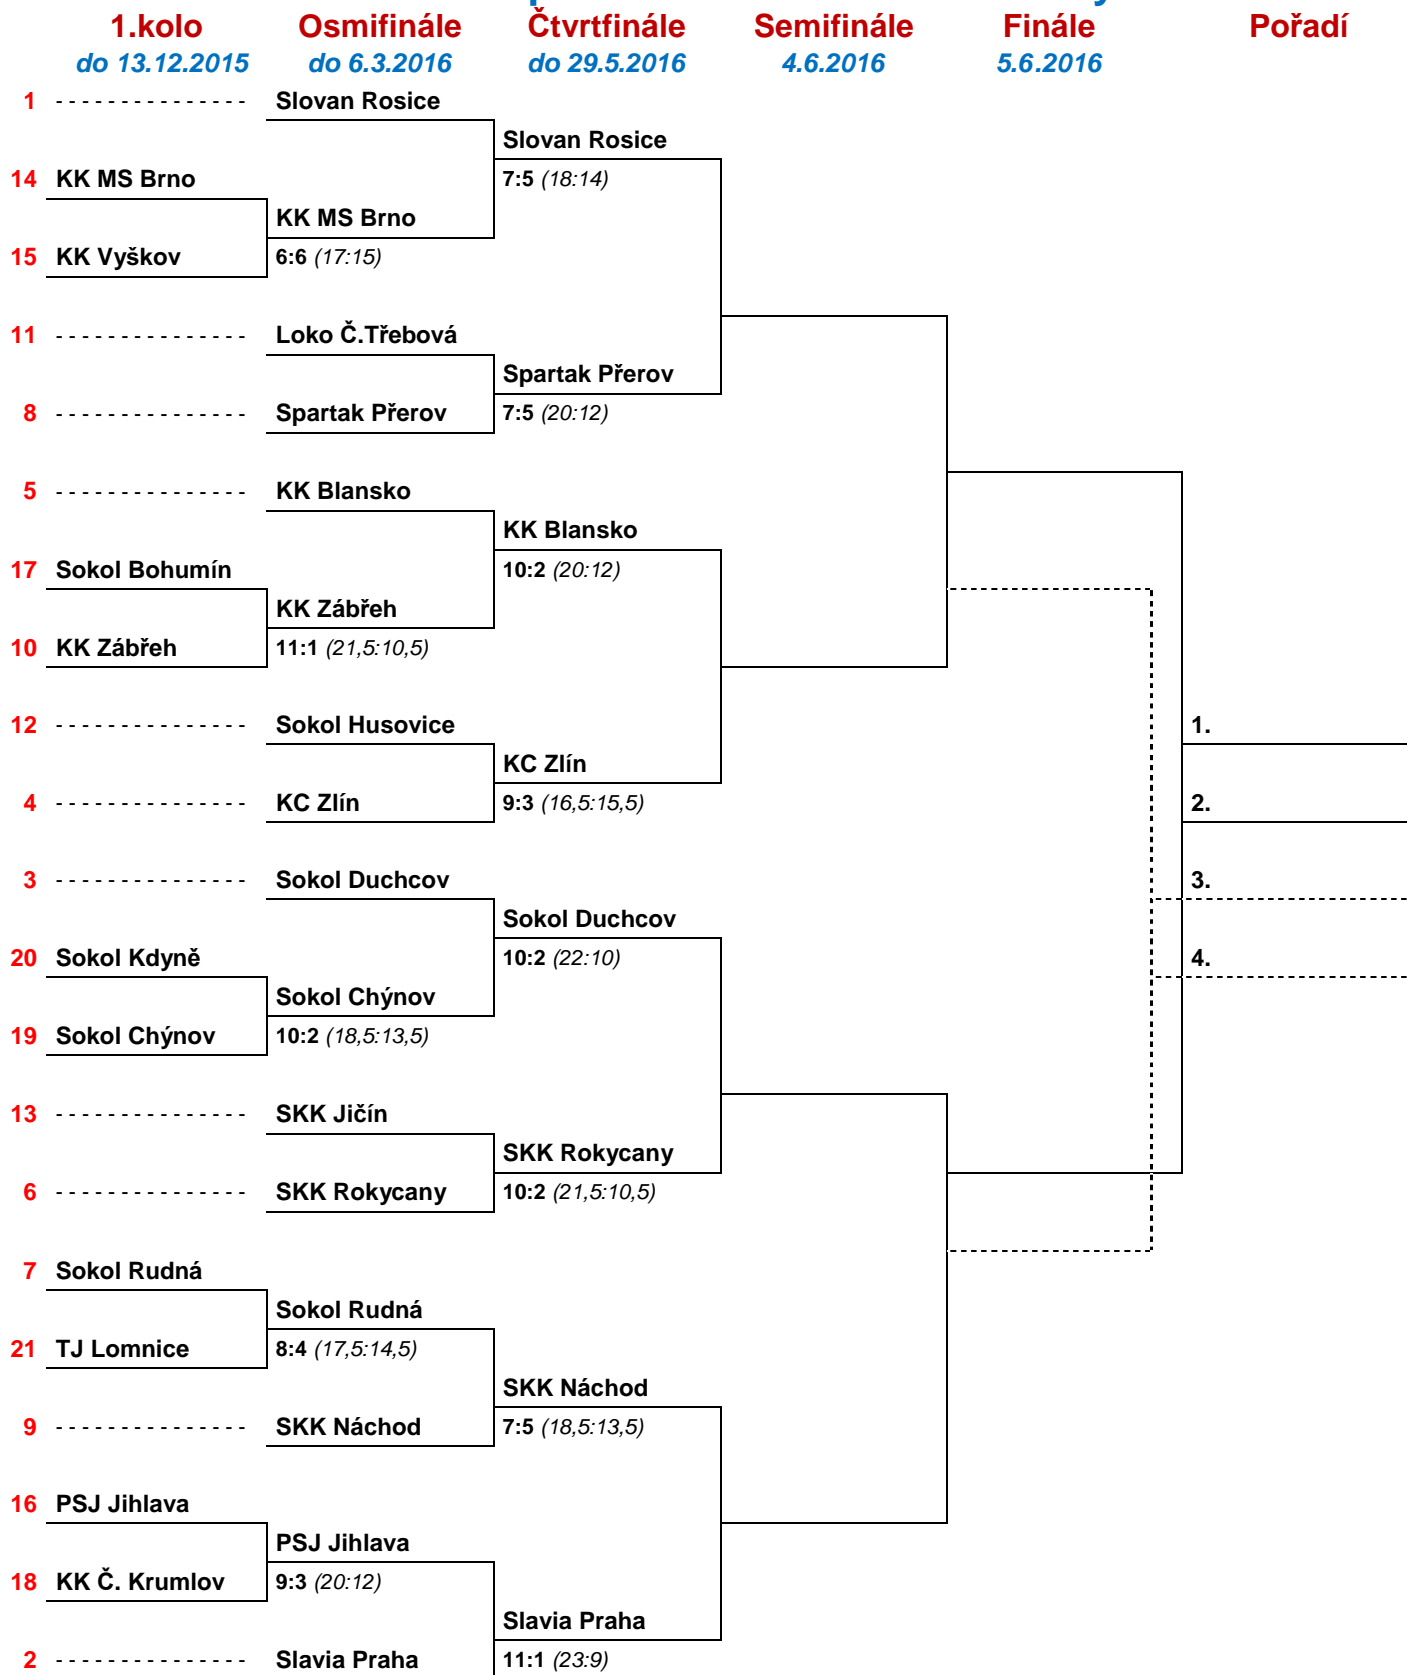 1.kolo Osmifinále Čtvrtfinále Semifinále Finále Pořadí
do 13.12.2015 do 6.3.2016 do 29.5.2016 4.6.2016 5.6.2016
1 - - - - - - - - - - - - - - - Slovan Rosice
Slovan Rosice
14 KK MS Brno 7:5 (18:14)
KK MS Brno
15 KK Vyškov 6:6 (17:15)
11 - - - - - - - - - - - - - - - Loko Č.Třebová
Spartak Přerov
8 - - - - - - - - - - - - - - - Spartak Přerov 7:5 (20:12)
5 - - - - - - - - - - - - - - - KK Blansko
KK Blansko
17 Sokol Bohumín 10:2 (20:12)
KK Zábřeh
10 KK Zábřeh 11:1 (21,5:10,5)
12 - - - - - - - - - - - - - - - Sokol Husovice 1.
KC Zlín
4 - - - - - - - - - - - - - - - KC Zlín 9:3 (16,5:15,5) 2.
3 - - - - - - - - - - - - - - - Sokol Duchcov 3.
Sokol Duchcov
20 Sokol Kdyně 10:2 (22:10) 4.
Sokol Chýnov
19 Sokol Chýnov 10:2 (18,5:13,5)
13 - - - - - - - - - - - - - - - SKK Jičín
SKK Rokycany
6 - - - - - - - - - - - - - - - SKK Rokycany 10:2 (21,5:10,5)
7 Sokol Rudná
Sokol Rudná
21 TJ Lomnice 8:4 (17,5:14,5)
SKK Náchod
9 - - - - - - - - - - - - - - - SKK Náchod 7:5 (18,5:13,5)
16 PSJ Jihlava
PSJ Jihlava
18 KK Č. Krumlov 9:3 (20:12)
Slavia Praha
2 - - - - - - - - - - - - - - - Slavia Praha 11:1 (23:9)